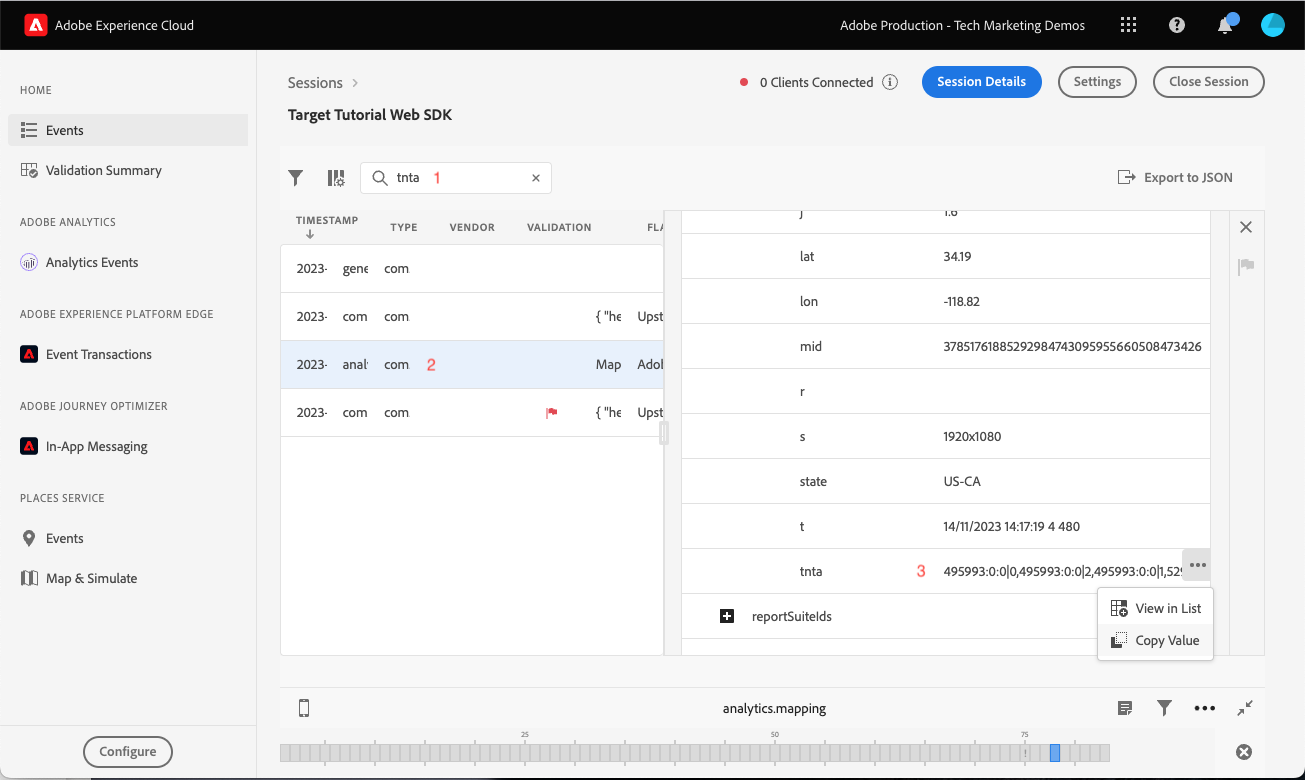 Adobe Experience Cloud
Adobe Production - Tech Marketing Demos
HOME
Events
Validation Summary
ADOBE ANALYTICS
Analytics Events
ADOBE EXPERIENCE PLATFORM EDGE
Event Transactions
ADOBE JOURNEY OPTIMIZER
In-App Messaging
PLACES SERVICE
Events
Map & Simulate
Configure
Sessions
0 Clients Connected
Session Details
Settings
Close Session
Target Tutorial Web SDK
tnta 1
Export to JSON
TIMESTAMP TYPE VENDOR VALIDATION FLA
2023- gene com
2023- com com { "he Upst
2023- anal com 2 Map Adol
2023- com com { "he Upst
j 1.6
lat 34.19
lon -118.82
mid 37851761885292984743095955660508473426
r
s 1920x1080
state US-CA
t 14/11/2023 14:17:19 4 480
tnta 3 495993:0:0|0,495993:0:0|2,495993:0:0|1,529
View in List
reportSuiteIds
Copy Value
analytics.mapping
25 50 75